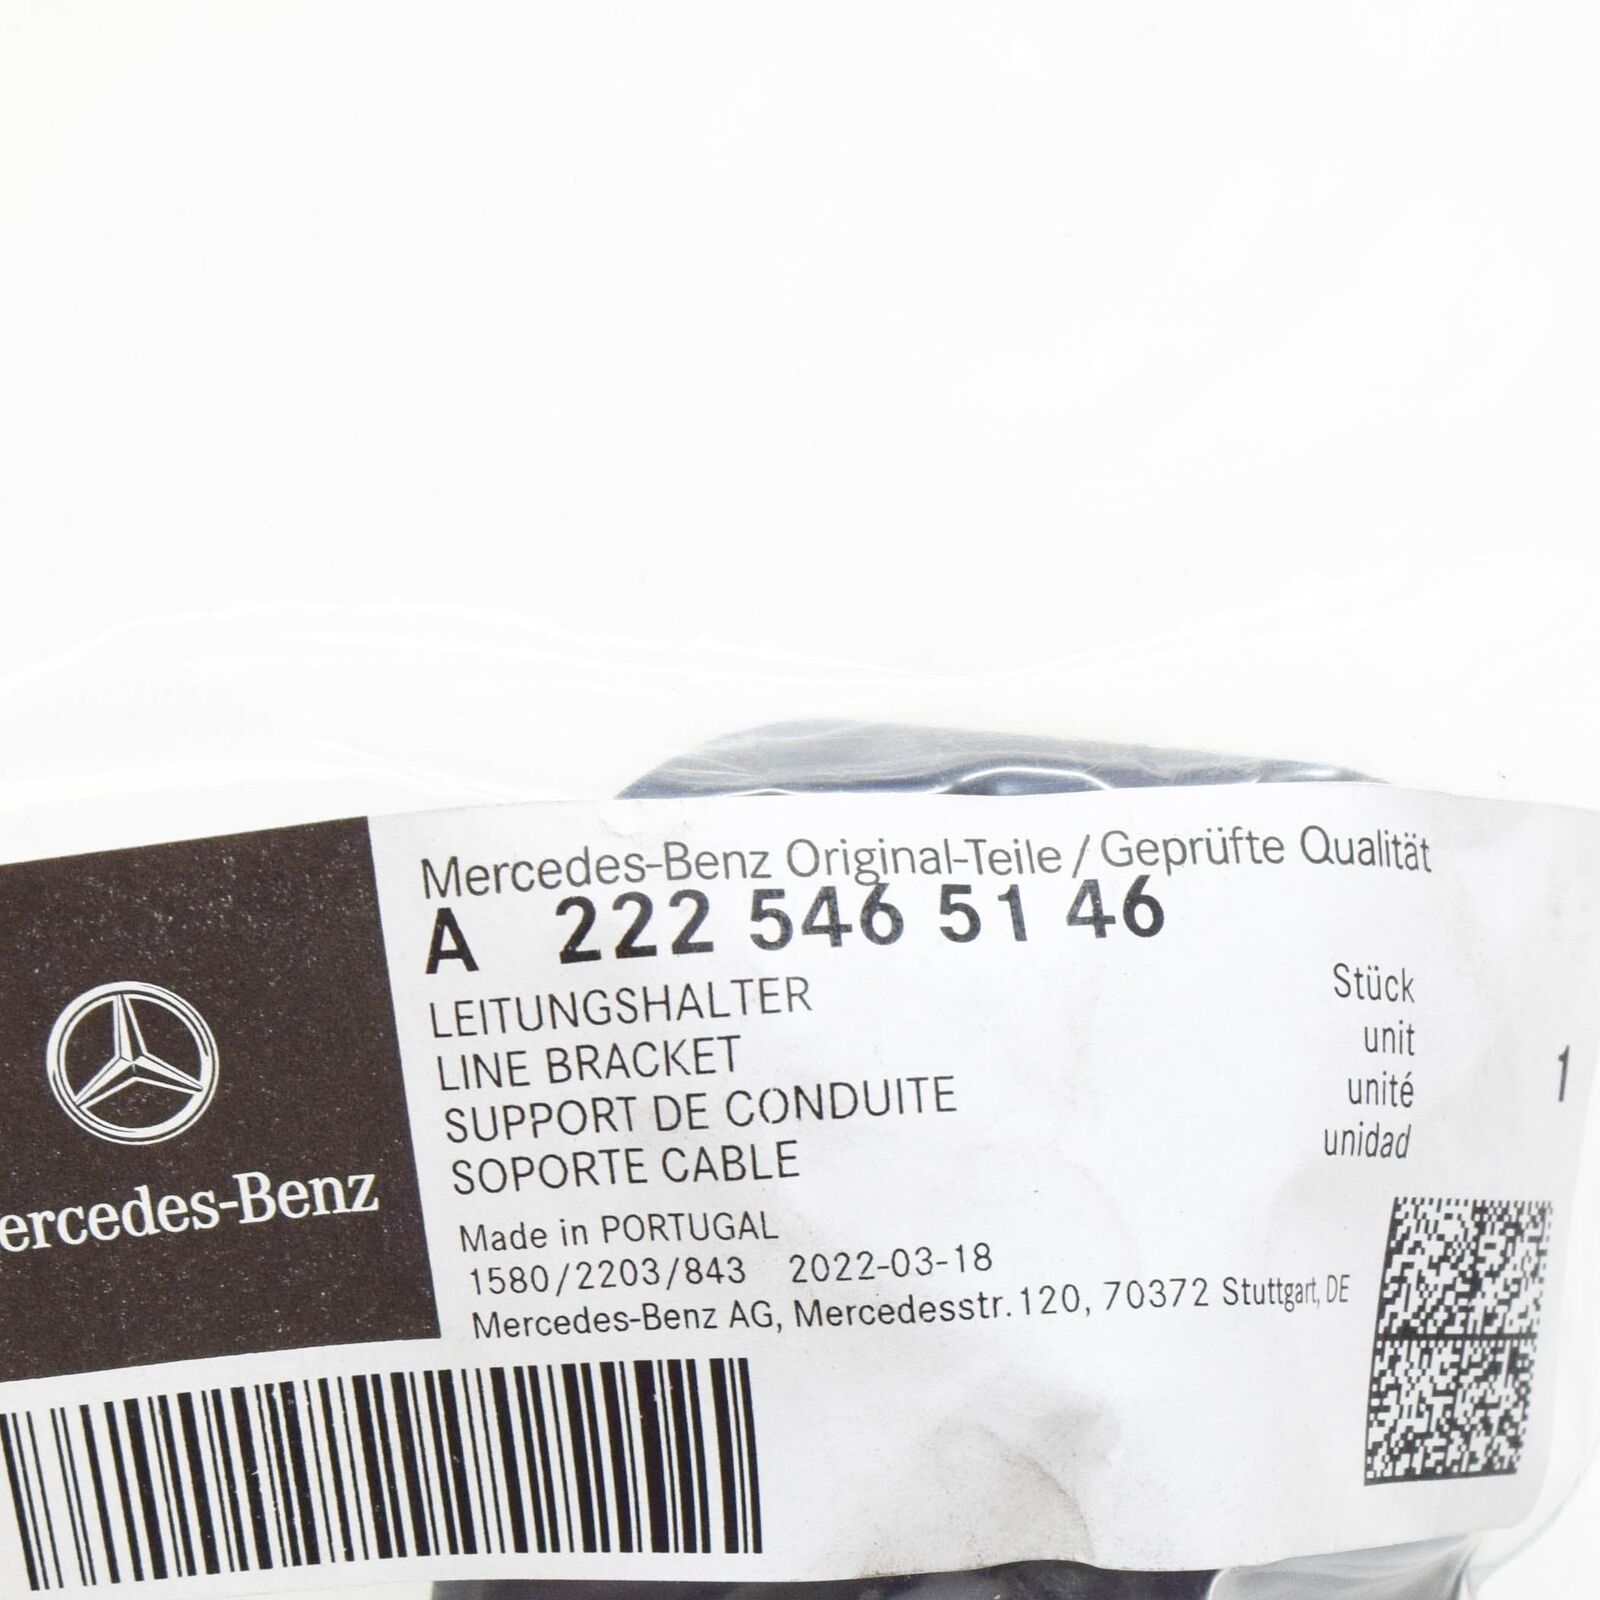 Mercedes-Benz Original-Teile / Geprüfte Qualität
A 222 546 51 46
LEITUNGSHALTER
LINE BRACKET
SUPPORT DE CONDUITE
SOPORTE CABLE
Stück
unit
unité
unidad
1
Made in PORTUGAL
1580/2203/843 2022-03-18
Mercedes-Benz AG, Mercedesstr. 120, 70372 Stuttgart, DE
ercedes-Benz